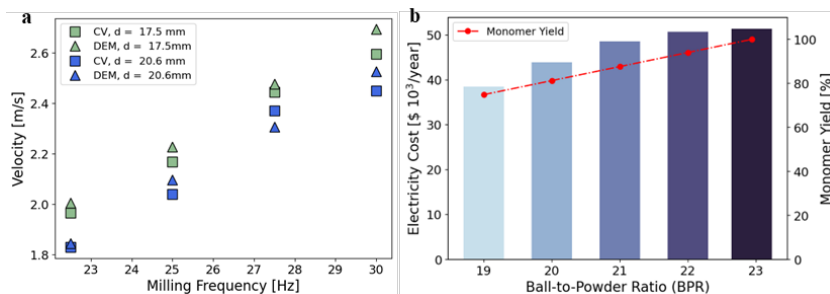 a
CV, d = 17.5 mm
DEM, d = 17.5mm
CV, d = 20.6 mm
DEM, d = 20.6mm
2.6
2.4
2.2
2.0
1.8
Velocity [m/s]
23 24 25 26 27 28 29 30
Milling Frequency [Hz]
b
Monomer Yield
50
40
30
20
10
0
Electricity Cost [$ 10³/year]
100
80
60
40
20
0
Monomer Yield [%]
19 20 21 22 23
Ball-to-Powder Ratio (BPR)